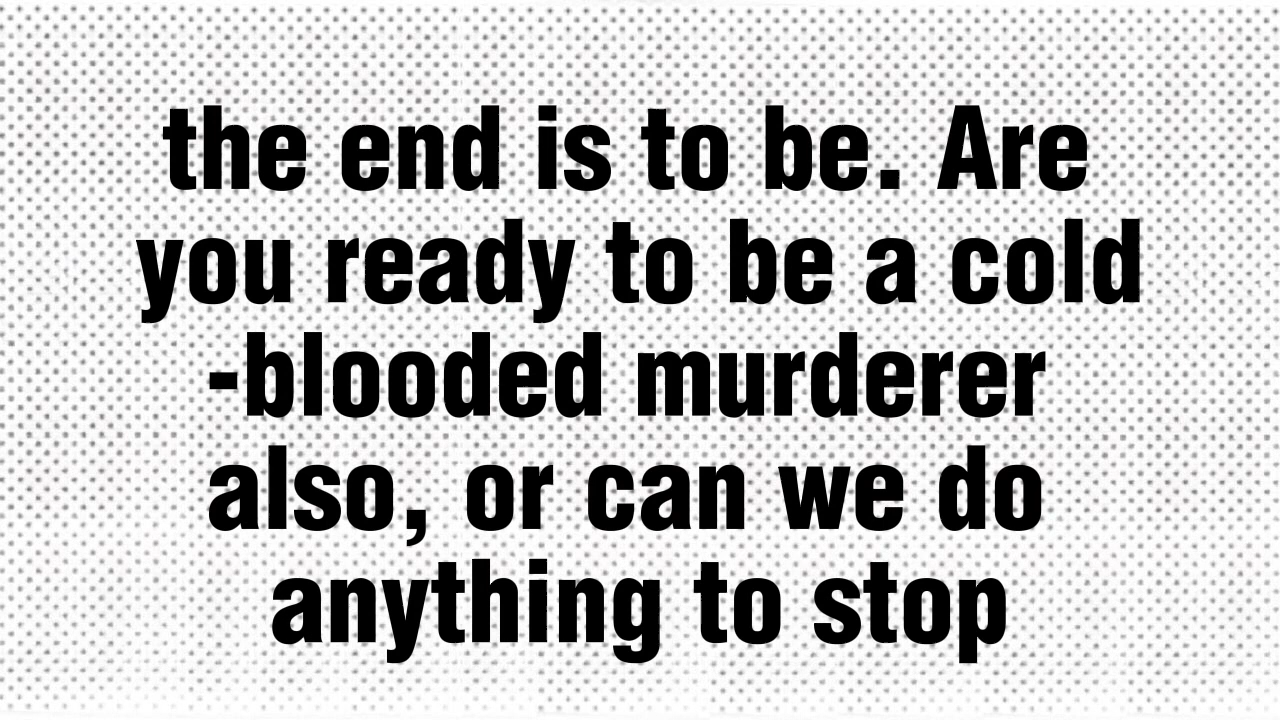 the end is to be. Are
you ready to be a cold
-blooded murderer
also, or can we do
anything to stop